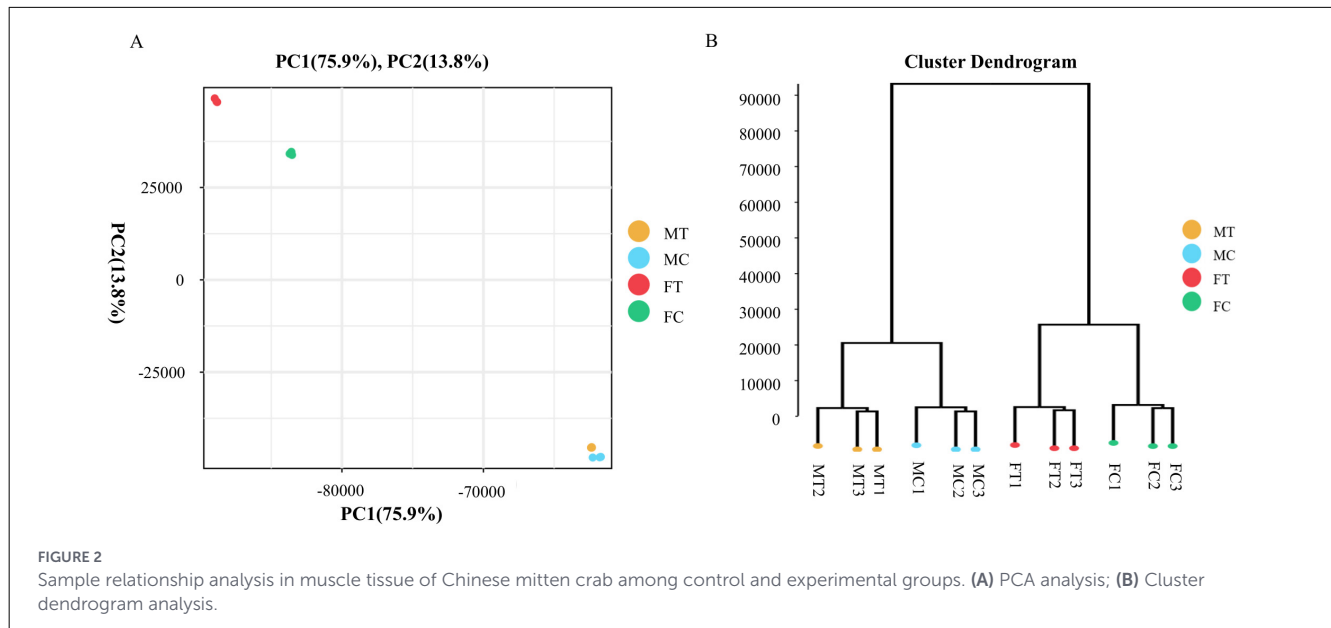 A
PC1(75.9%), PC2(13.8%)
PC2(13.8%)
25000
0
-25000
-80000
-70000
PC1(75.9%)
MT
MC
FT
FC
B
Cluster Dendrogram
90000
80000
70000
60000
50000
40000
30000
20000
10000
0
MT2
MT3
MT1
MC1
MC2
MC3
FT1
FT2
FT3
FC1
FC2
FC3
MT
MC
FT
FC
FIGURE 2
Sample relationship analysis in muscle tissue of Chinese mitten crab among control and experimental groups. (A) PCA analysis; (B) Cluster
dendrogram analysis.